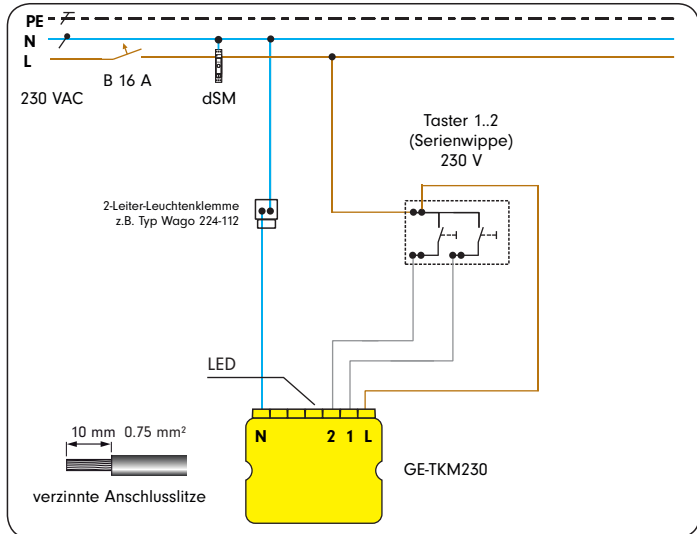 PE
N
L
B 16 A
230 VAC
dSM
Taster 1..2
(Serienwippe)
230 V
2-Leiter-Leuchtenklemme
z.B. Typ Wago 224-112
LED
N
2 1 L
10 mm 0.75 mm²
GE-TKM230
verzinnte Anschlusslitze